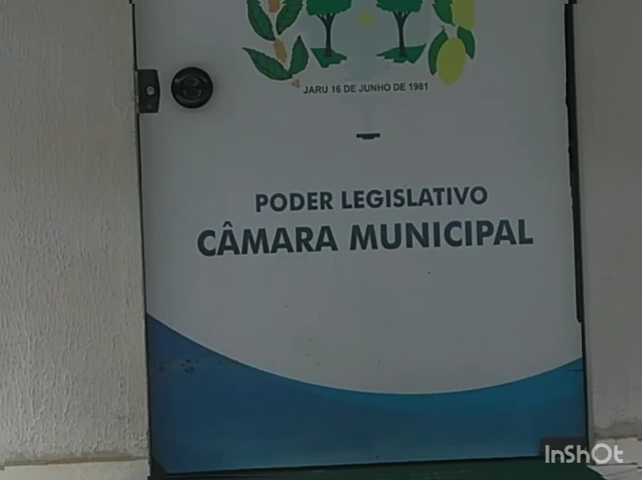 JARU 16 DE JUNHO DE 1981
PODER LEGISLATIVO
CÂMARA MUNICIPAL
InShOt